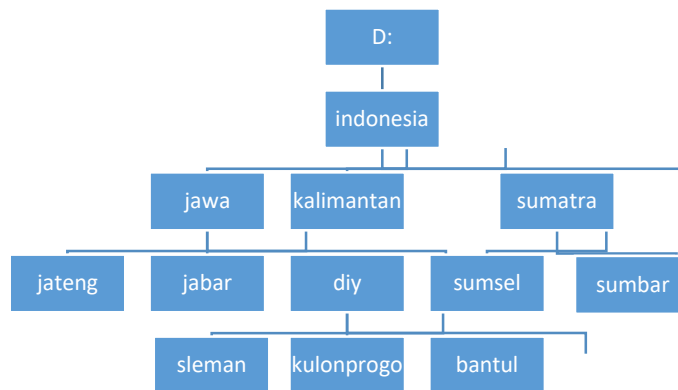 D:
indonesia
jawa
kalimantan
sumatra
jateng
jabar
diy
sumsel
sumbar
sleman
kulonprogo
bantul